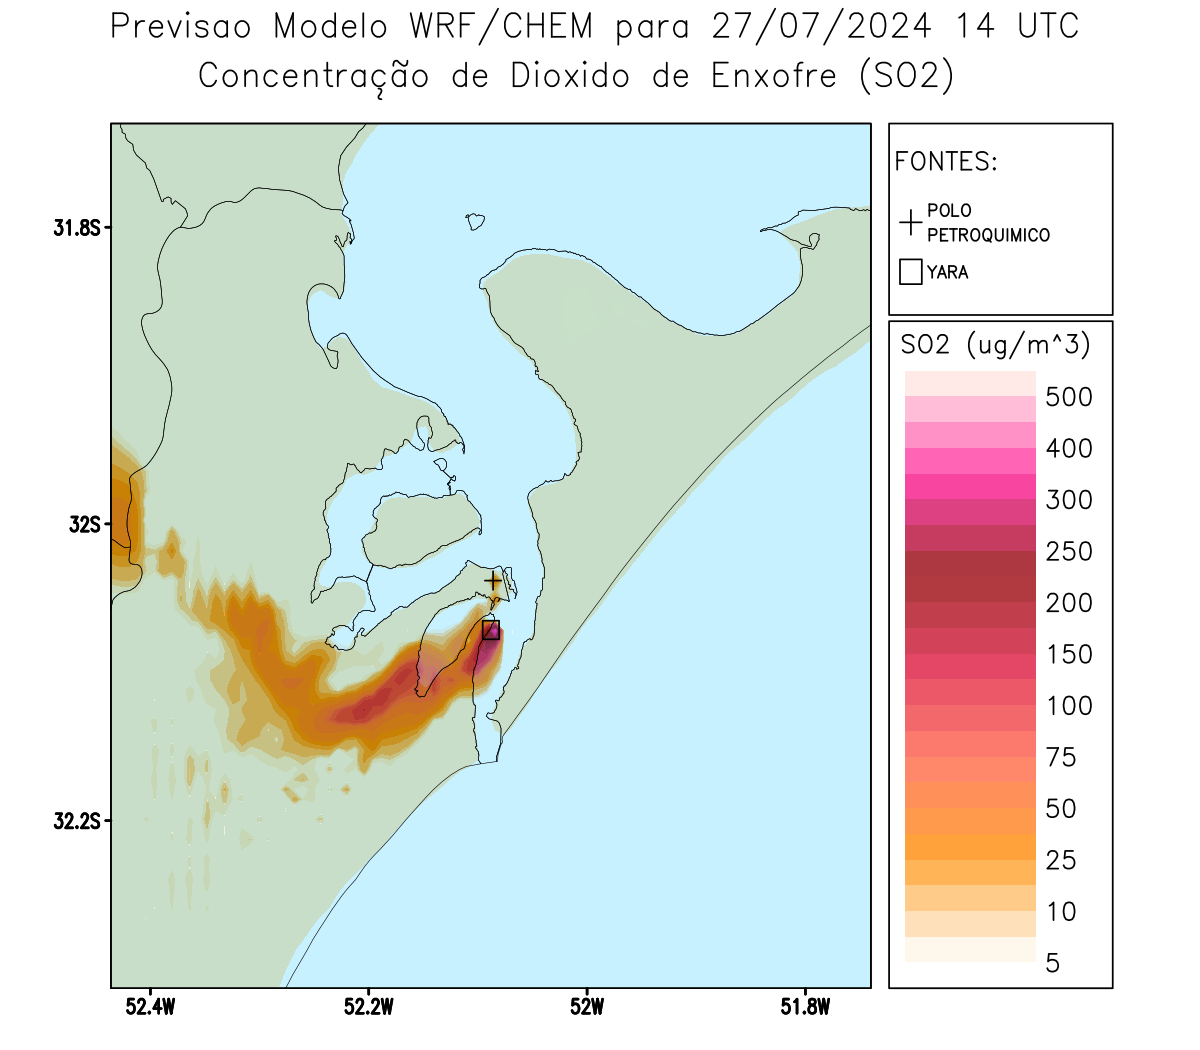 Previsao Modelo WRF/CHEM para 27/07/2024 14 UTC
Concentração de Dioxido de Enxofre (SO2)
FONTES:
POLO
PETROQUIMICO
YARA
31.8S
32S
32.2S
52.4W
52.2W
52W
51.8W
SO2 (ug/m^3)
500
400
300
250
200
150
100
75
50
25
10
5